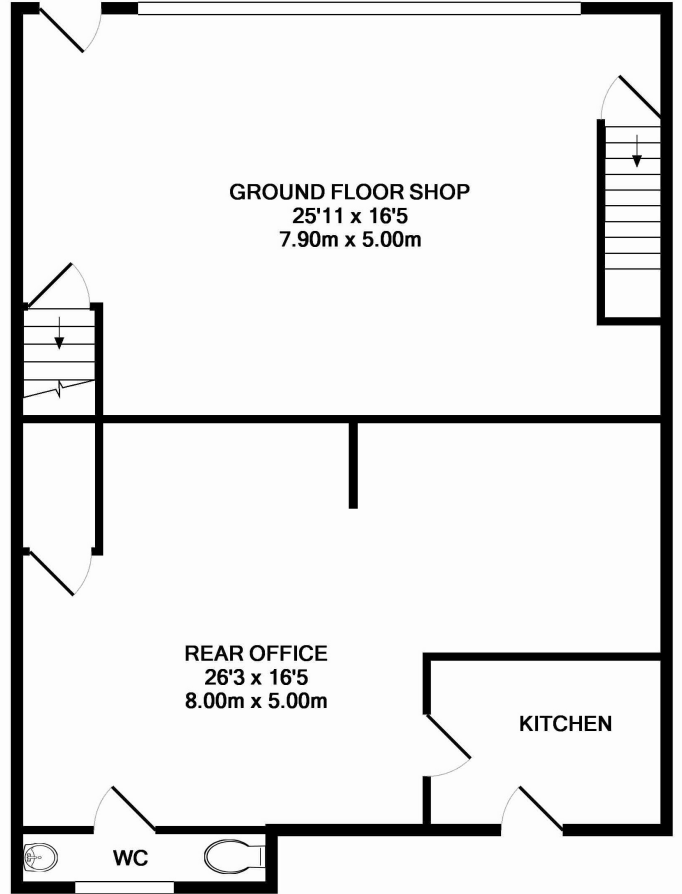 GROUND FLOOR SHOP
25'11 x 16'5
7.90m x 5.00m
REAR OFFICE
26'3 x 16'5
8.00m x 5.00m
KITCHEN
WC